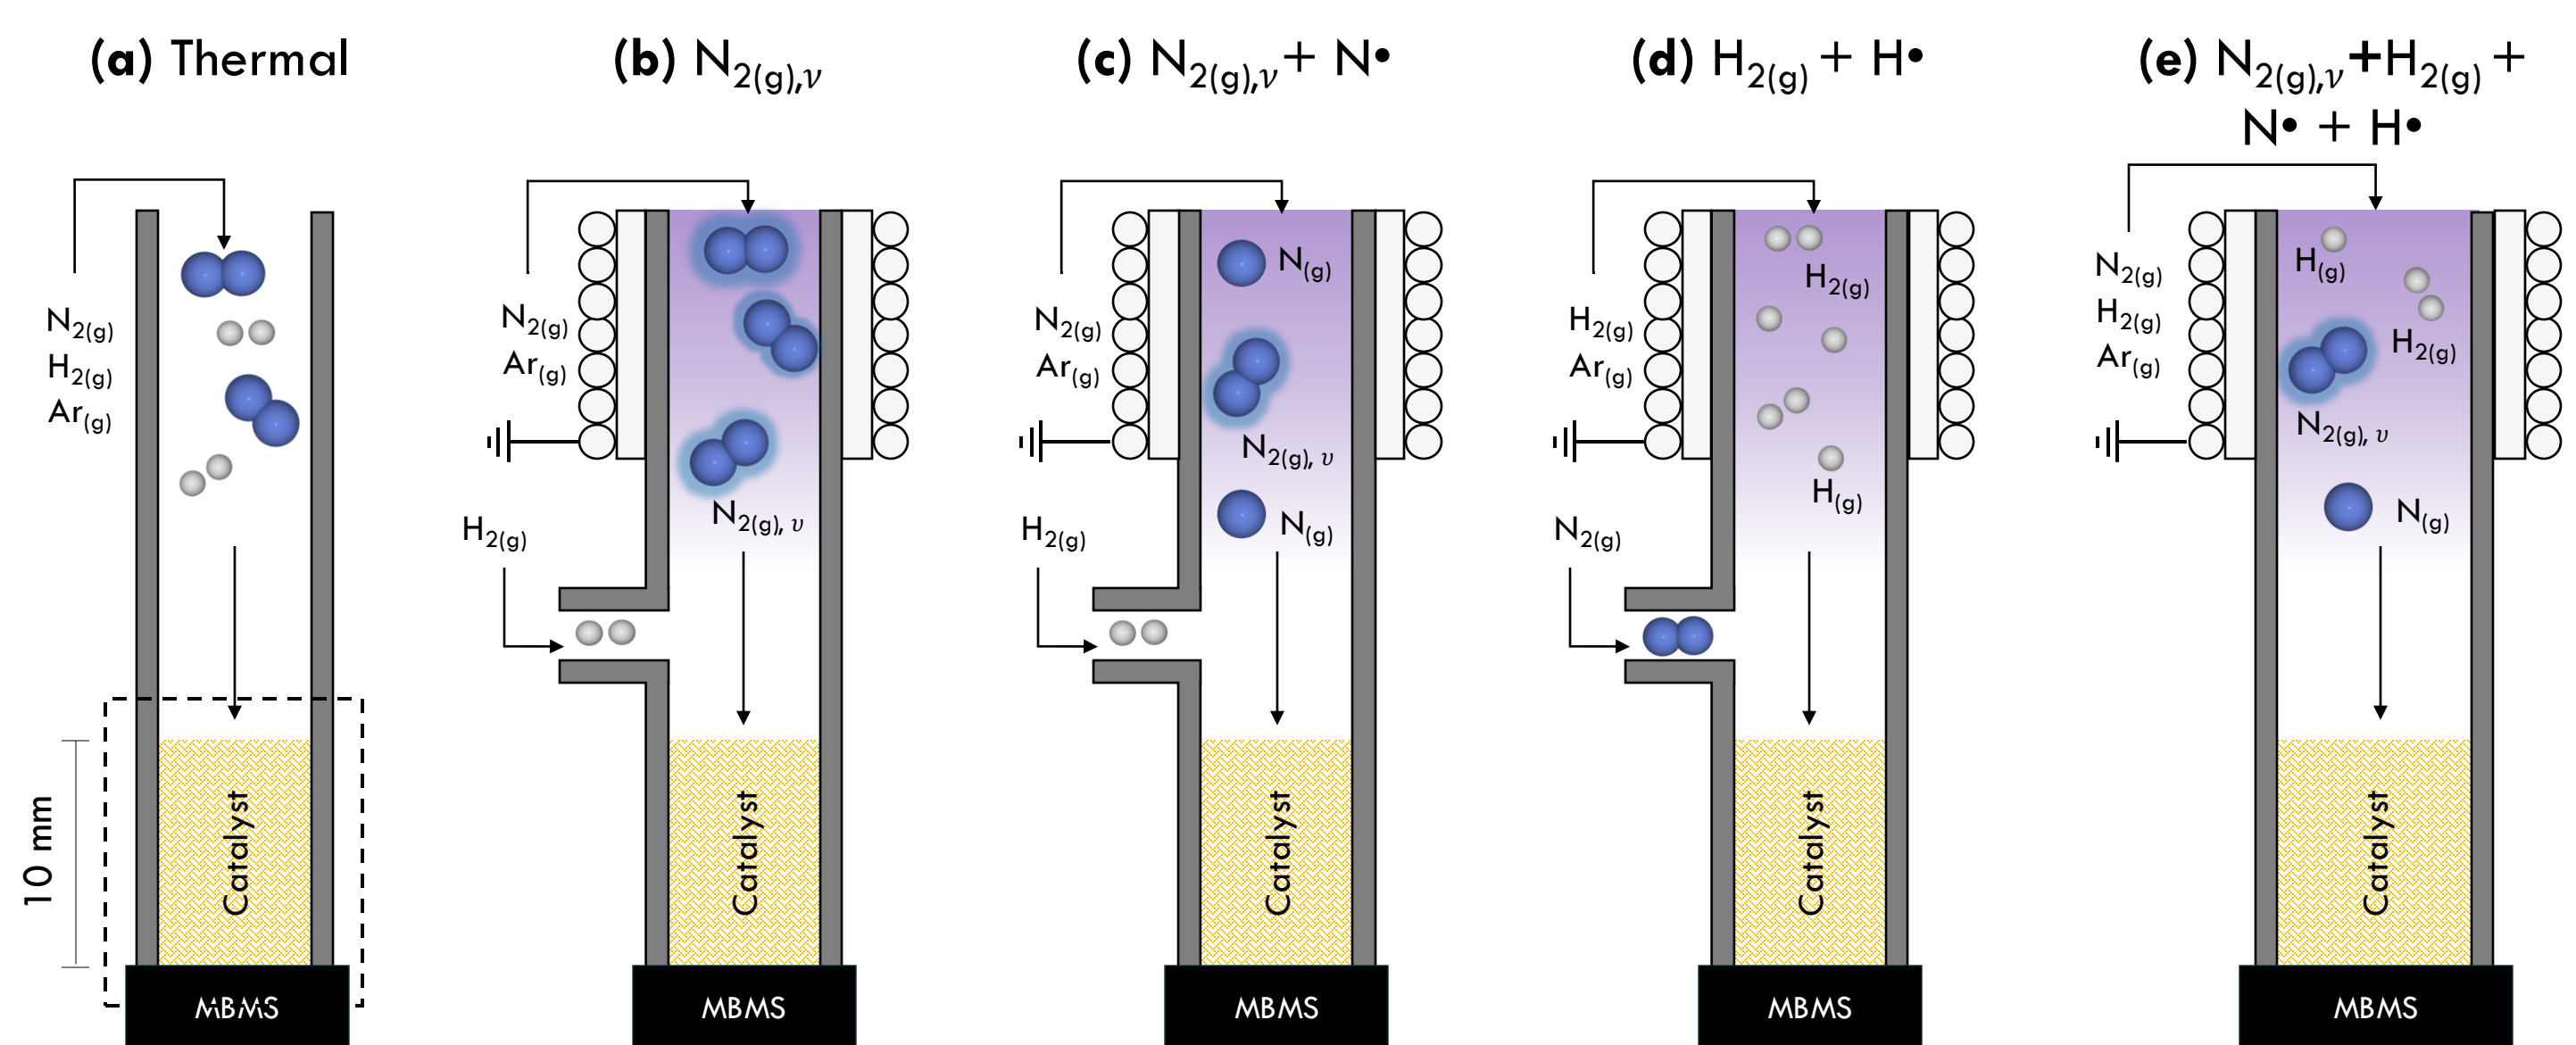 (a) Thermal
N2(g)
H2(g)
Ar(g)
10 mm
Catalyst
MBMS
(b) N2(g),ν
N2(g)
Ar(g)
N2(g), υ
H2(g)
Catalyst
MBMS
(c) N2(g),ν + N•
N2(g)
Ar(g)
N(g)
N2(g), υ
N(g)
H2(g)
Catalyst
MBMS
(d) H2(g) + H•
H2(g)
Ar(g)
H2(g)
H(g)
N2(g)
Catalyst
MBMS
(e) N2(g),ν +H2(g) +
N• + H•
N2(g)
H2(g)
Ar(g)
H(g)
H2(g)
N2(g), υ
N(g)
Catalyst
MBMS